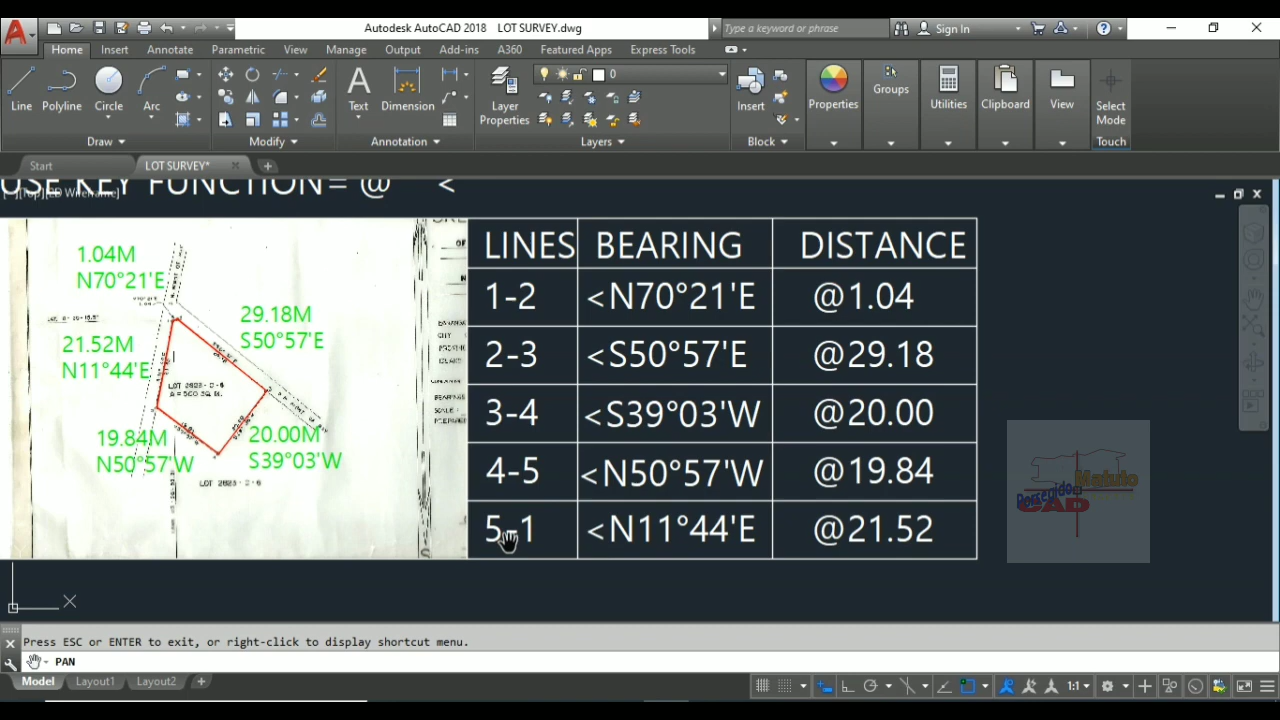 Autodesk AutoCAD 2018 LOT SURVEY.dwg
Type a keyword or phrase
Sign In
Home Insert Annotate Parametric View Manage Output Add-ins A360 Featured Apps Express Tools
0
Line Polyline Circle Arc Text Dimension Layer Properties Insert Properties Groups Utilities Clipboard View Select Mode
Draw Modify Annotation Layers Block Touch
Start LOT SURVEY*
USE KEY FUNCTION= @ <
LINES BEARING DISTANCE
1-2 <N70°21'E @1.04
2-3 <S50°57'E @29.18
3-4 <S39°03'W @20.00
4-5 <N50°57'W @19.84
5-1 <N11°44'E @21.52
1.04M
N70°21'E
29.18M
S50°57'E
21.52M
N11°44'E
19.84M
N50°57'W
20.00M
S39°03'W
Porseguido
Matuto
CAD
X
Press ESC or ENTER to exit, or right-click to display shortcut menu.
PAN
Model Layout1 Layout2 +
1:1